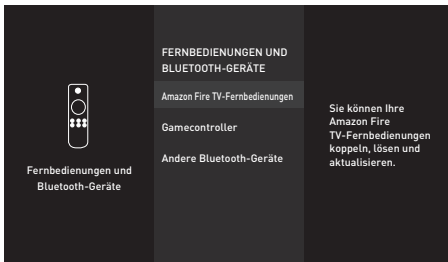 Fernbedienungen und
Bluetooth-Geräte
FERNBEDIENUNGEN UND
BLUETOOTH-GERÄTE
Amazon Fire TV-Fernbedienungen
Gamecontroller
Andere Bluetooth-Geräte
Sie können Ihre
Amazon Fire
TV-Fernbedienungen
koppeln, lösen und
aktualisieren.